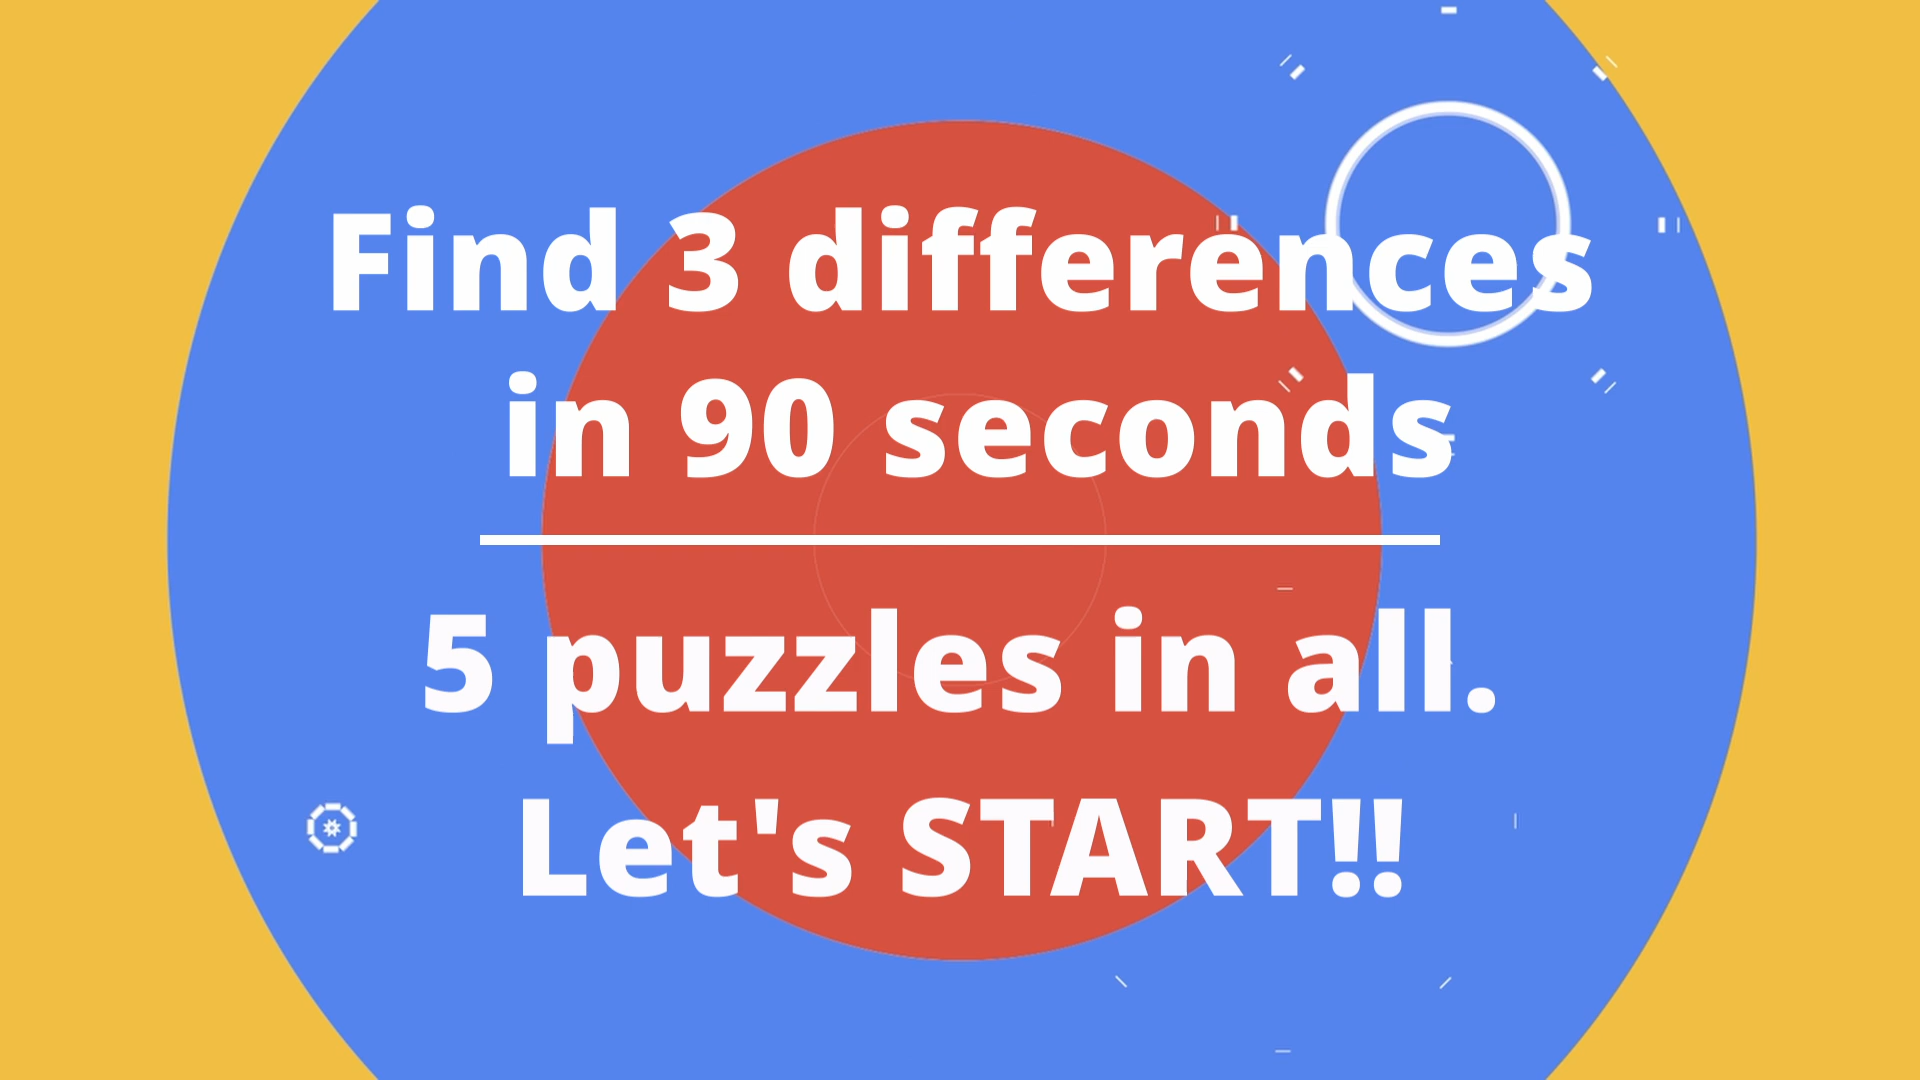 Find 3 differences
in 90 seconds
5 puzzles in all.
Let's START!!